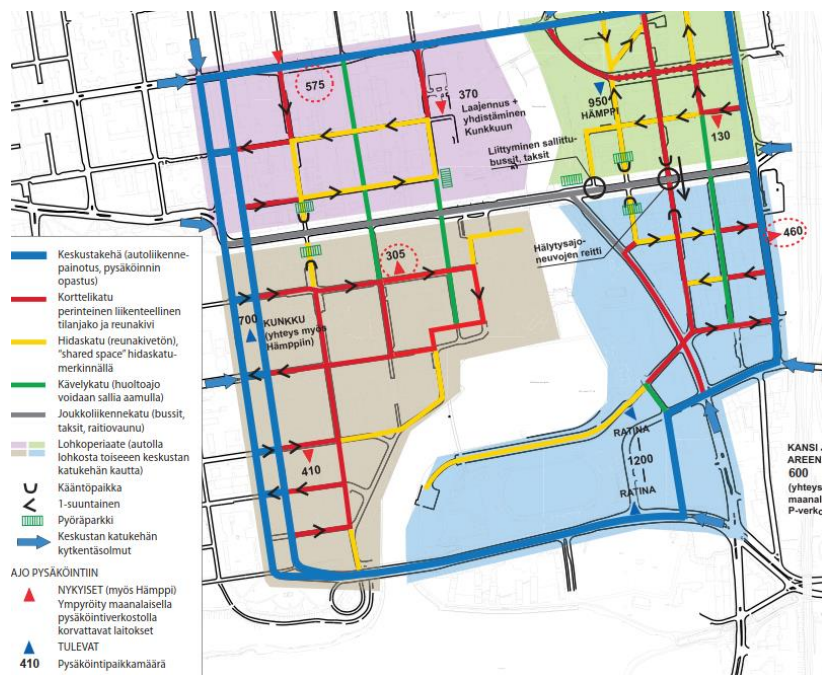 575
370
Laajennus +
yhdistäminen
Kunkkuun
950
HÄMPPI
130
Liittyminen sallittu-
bussit, taksit
Hälytysajo-
neuvojen reitti
460
305
700
KUNKKU
(yhteys myös
Hämppiin)
410
RATINA
1200
RATINA
KANSI J
AREEN
600
(yhteys
maanal
P-verko
Keskustakehä (autoliikenne-
painotus, pysäköinnin
opastus)
Korttelikatu
perinteinen liikenteellinen
tilanjako ja reunakivi
Hidaskatu (reunakivetön),
"shared space" hidaskatu-
merkinnällä
Kävelykatu (huoltoajo
voidaan sallia aamulla)
Joukkoliikennekatu (bussit,
taksit, raitiovaunu)
Lohkoperiaate (autolla
lohkosta toiseeen keskustan
katukehän kautta)
Kääntöpaikka
1-suuntainen
Pyöräparkki
Keskustan katukehän
kytkentäsolmut
AJO PYSÄKÖINTIIN
NYKYISET (myös Hämppi)
Ympyröity maanalaisella
pysäköintiverkostolla
korvattavat laitokset
TULEVAT
410 Pysäköintipaikkamäärä